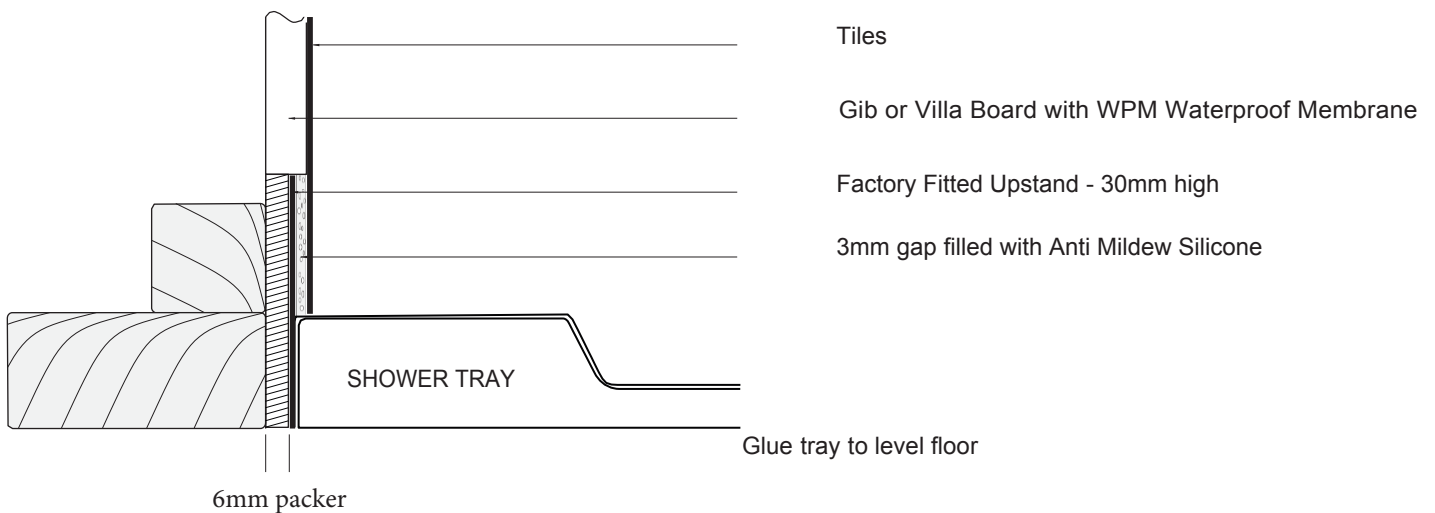 Tiles
Gib or Villa Board with WPM Waterproof Membrane
Factory Fitted Upstand - 30mm high
3mm gap filled with Anti Mildew Silicone
SHOWER TRAY
Glue tray to level floor
6mm packer